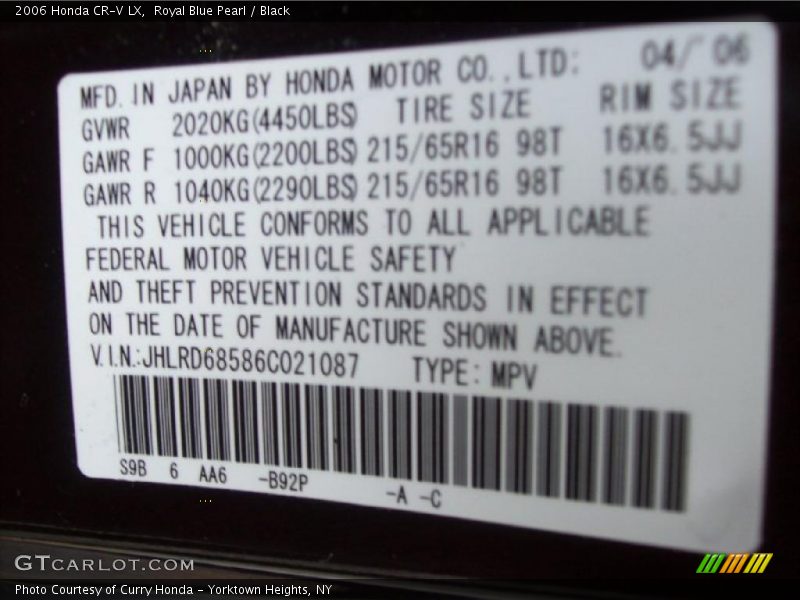 2006 Honda CR-V LX, Royal Blue Pearl / Black
MFD. IN JAPAN BY HONDA MOTOR CO., LTD: 04/ 06
GVWR 2020KG(4450LBS) TIRE SIZE RIM SIZE
GAWR F 1000KG(2200LBS) 215/65R16 98T 16X6.5JJ
GAWR R 1040KG(2290LBS) 215/65R16 98T 16X6.5JJ
THIS VEHICLE CONFORMS TO ALL APPLICABLE
FEDERAL MOTOR VEHICLE SAFETY
AND THEFT PREVENTION STANDARDS IN EFFECT
ON THE DATE OF MANUFACTURE SHOWN ABOVE.
V.I.N.:JHLRD68586C021087 TYPE: MPV
S9B 6 AA6 -B92P -A -C
GTCARLOT.COM
Photo Courtesy of Curry Honda - Yorktown Heights, NY